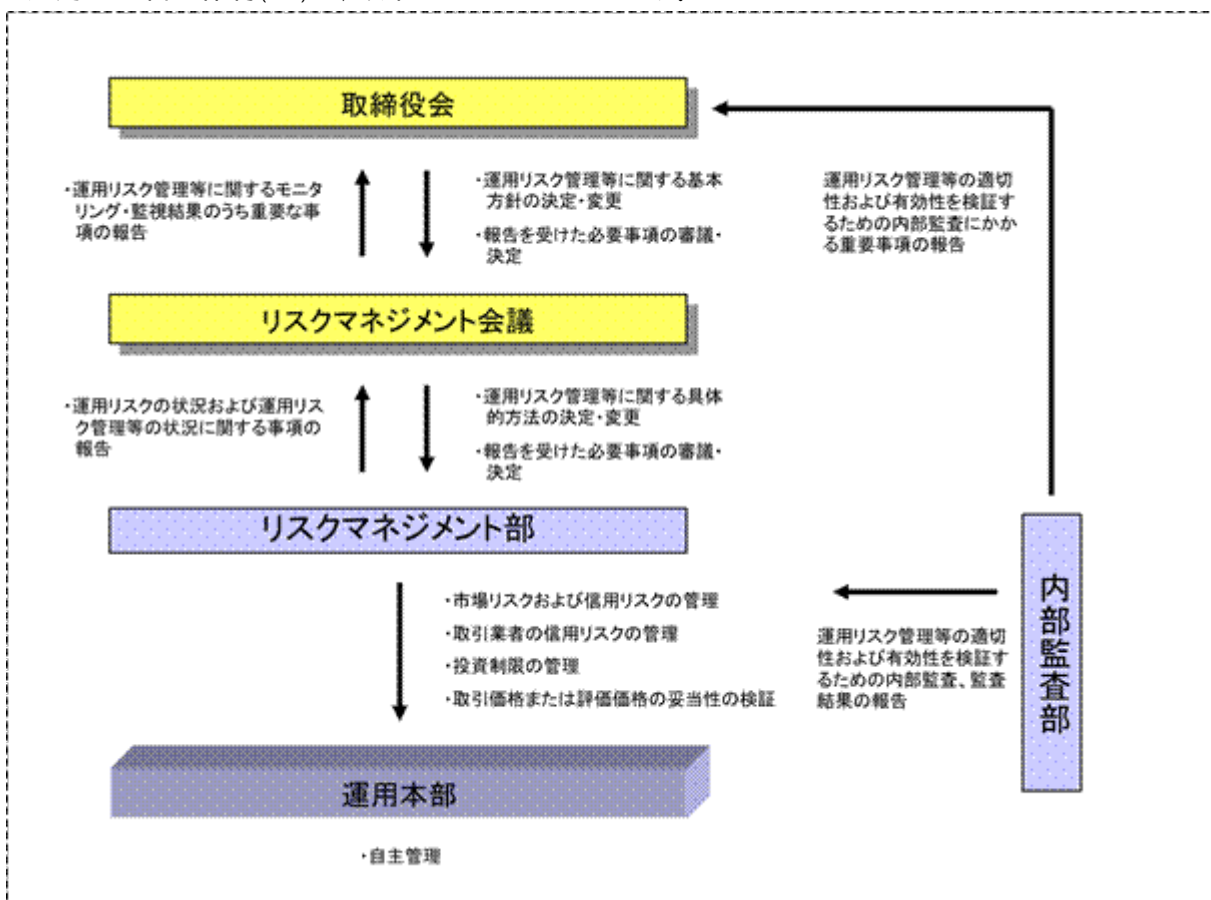 取締役会
・運用リスク管理等に関するモニ
タリング・監視結果のうち重要な事
項の報告
・運用リスク管理等に関する基本
方針の決定・変更
・報告を受けた必要事項の審議・
決定
運用リスク管理等の適切
性および有効性を検証す
るための内部監査にかか
る重要事項の報告
リスクマネジメント会議
・運用リスクの状況および運用リス
ク管理等の状況に関する事項の
報告
・運用リスク管理等に関する具体
的方法の決定・変更
・報告を受けた必要事項の審議・
決定
リスクマネジメント部
・市場リスクおよび信用リスクの管理
・取引業者の信用リスクの管理
・投資制限の管理
・取引価格または評価価格の妥当性の検証
運用リスク管理等の適切
性および有効性を検証す
るための内部監査、監査
結果の報告
内部監査部
運用本部
・自主管理